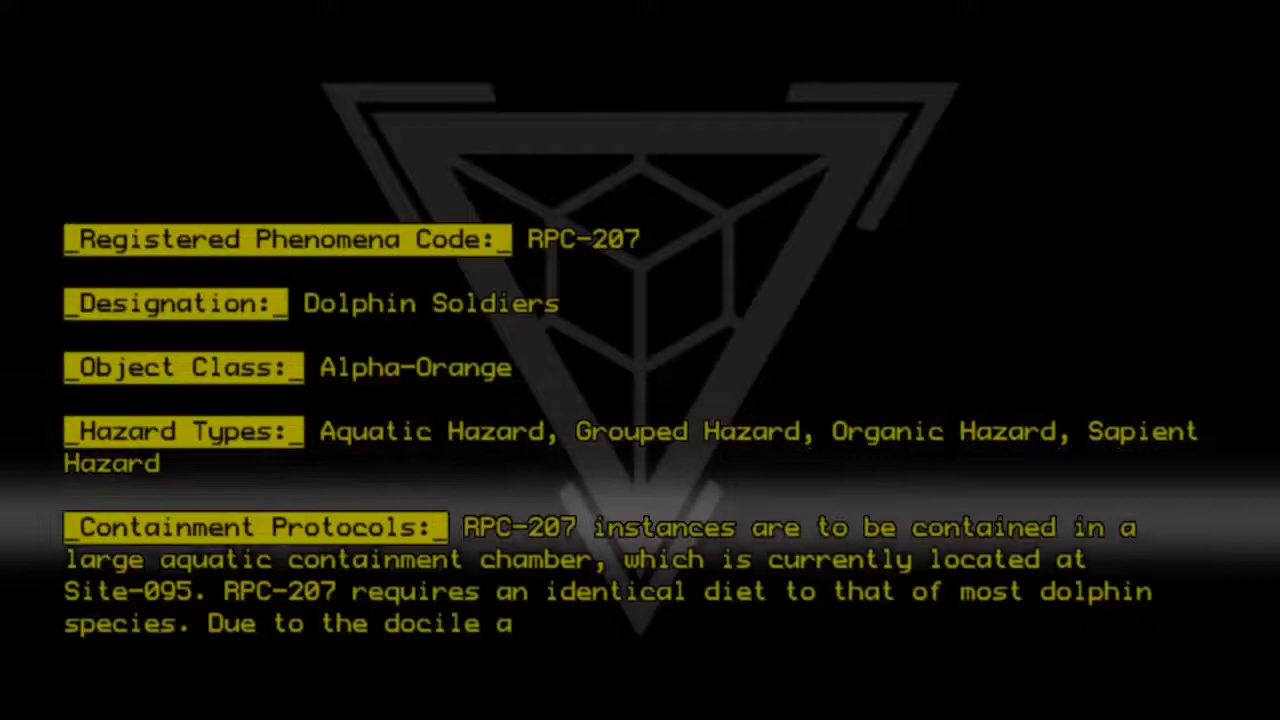 _Registered Phenomena Code:_ RPC-207
_Designation:_ Dolphin Soldiers
_Object Class:_ Alpha-Orange
_Hazard Types:_ Aquatic Hazard, Grouped Hazard, Organic Hazard, Sapient
Hazard
_Containment Protocols:_ RPC-207 instances are to be contained in a
large aquatic containment chamber, which is currently located at
Site-095. RPC-207 requires an identical diet to that of most dolphin
species. Due to the docile a